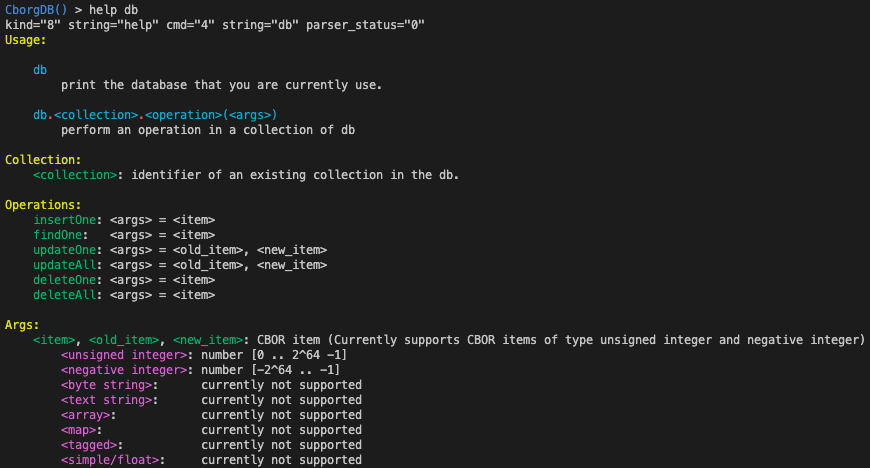 CborgDB() > help db
kind="8" string="help" cmd="4" string="db" parser_status="0"
Usage:
db
print the database that you are currently use.
db.<collection>.<operation>(<args>)
perform an operation in a collection of db
Collection:
<collection>: identifier of an existing collection in the db.
Operations:
insertOne: <args> = <item>
findOne:   <args> = <item>
updateOne: <args> = <old_item>, <new_item>
updateAll: <args> = <old_item>, <new_item>
deleteOne: <args> = <item>
deleteAll: <args> = <item>
Args:
<item>, <old_item>, <new_item>: CBOR item (Currently supports CBOR items of type unsigned integer and negative integer)
<unsigned integer>: number [0 .. 2^64 -1]
<negative integer>: number [-2^64 .. -1]
<byte string>:      currently not supported
<text string>:      currently not supported
<array>:            currently not supported
<map>:              currently not supported
<tagged>:           currently not supported
<simple/float>:     currently not supported